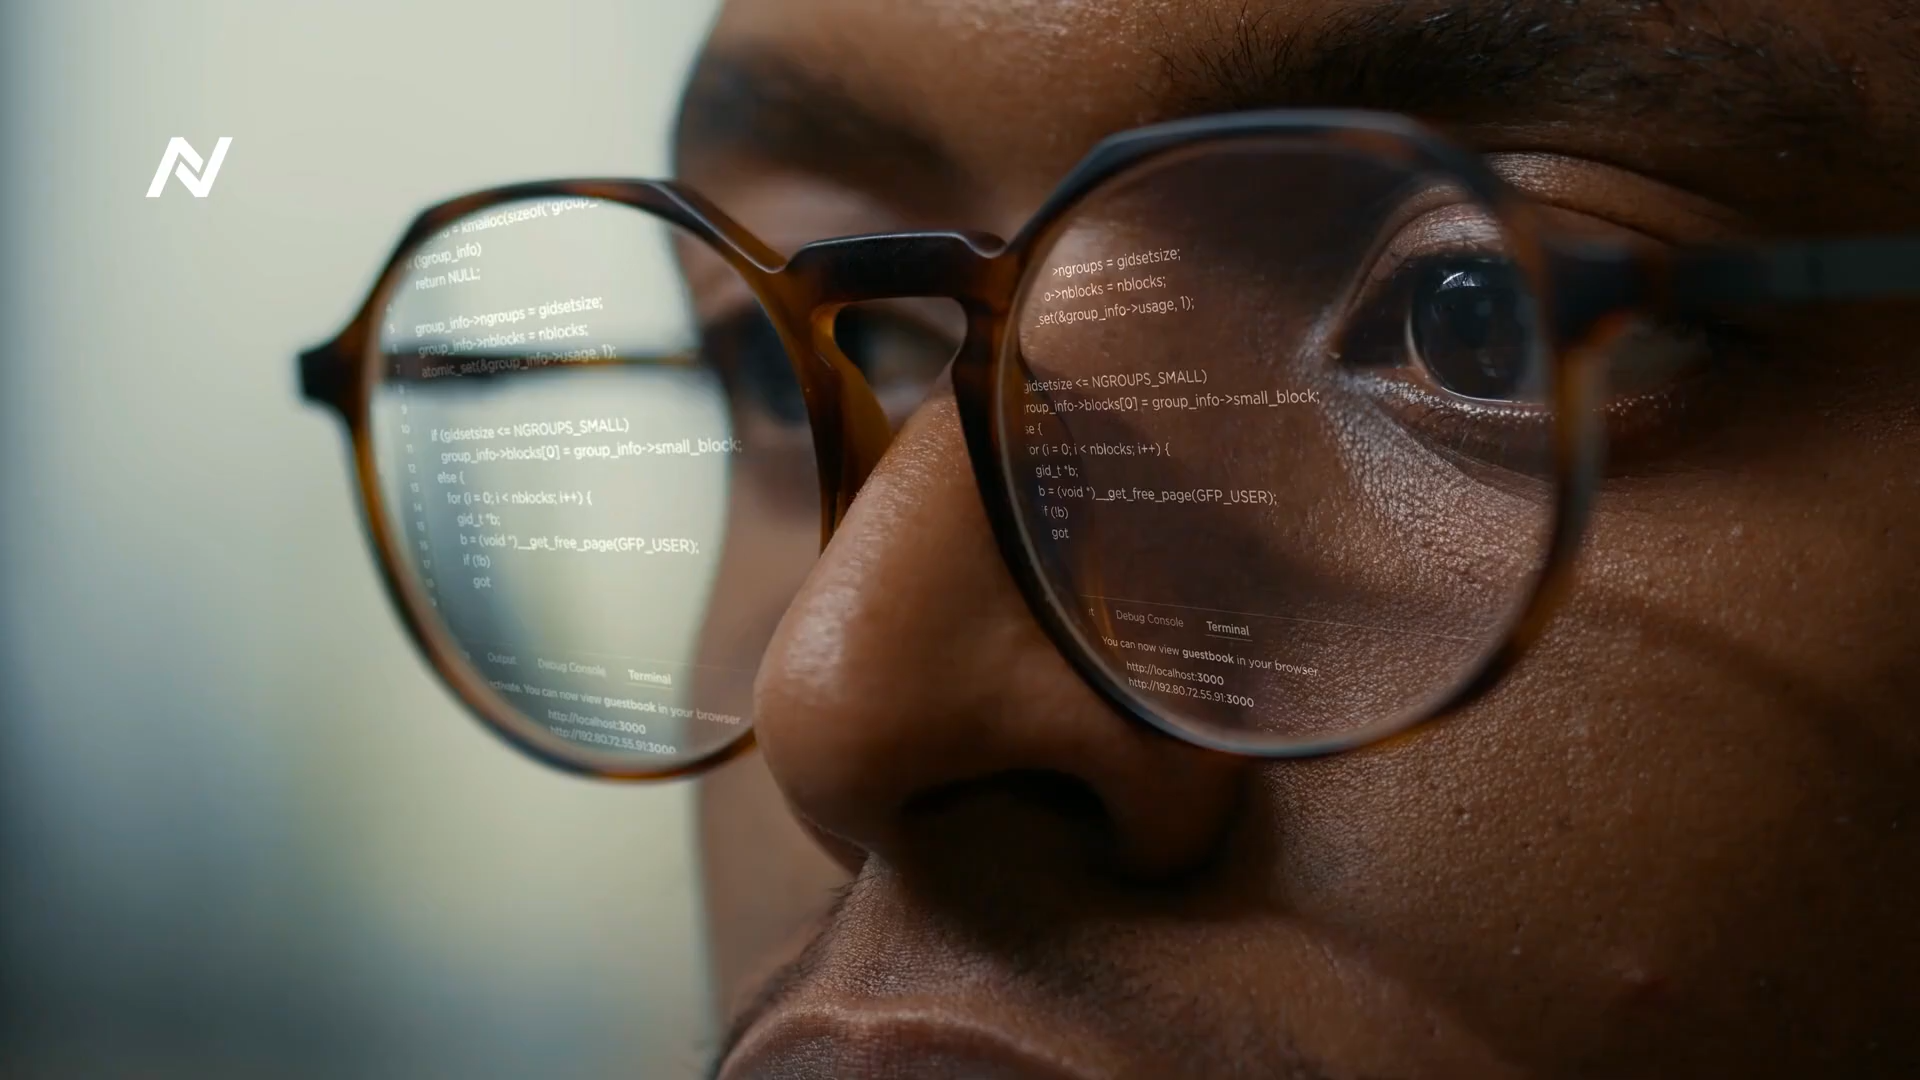 = kmalloc(sizeof(*group_
(!group_info)
return NULL;
group_info->ngroups = gidsetsize;
group_info->nblocks = nblocks;
atomic_set(&group_info->usage, 1);
if (gidsetsize <= NGROUPS_SMALL)
group_info->blocks[0] = group_info->small_block;
else {
for (i = 0; i < nblocks; i++) {
gid_t *b;
b = (void *)__get_free_page(GFP_USER);
if (!b)
got
Output Debug Console Terminal
activate. You can now view guestbook in your browser
http://localhost:3000
http://192.80.72.55.91:3000
>ngroups = gidsetsize;
o->nblocks = nblocks;
_set(&group_info->usage, 1);
gidsetsize <= NGROUPS_SMALL)
roup_info->blocks[0] = group_info->small_block;
se {
or (i = 0; i < nblocks; i++) {
gid_t *b;
b = (void *)__get_free_page(GFP_USER);
f (!b)
got
t Debug Console Terminal
You can now view guestbook in your browser
http://localhost:3000
http://192.80.72.55.91:3000